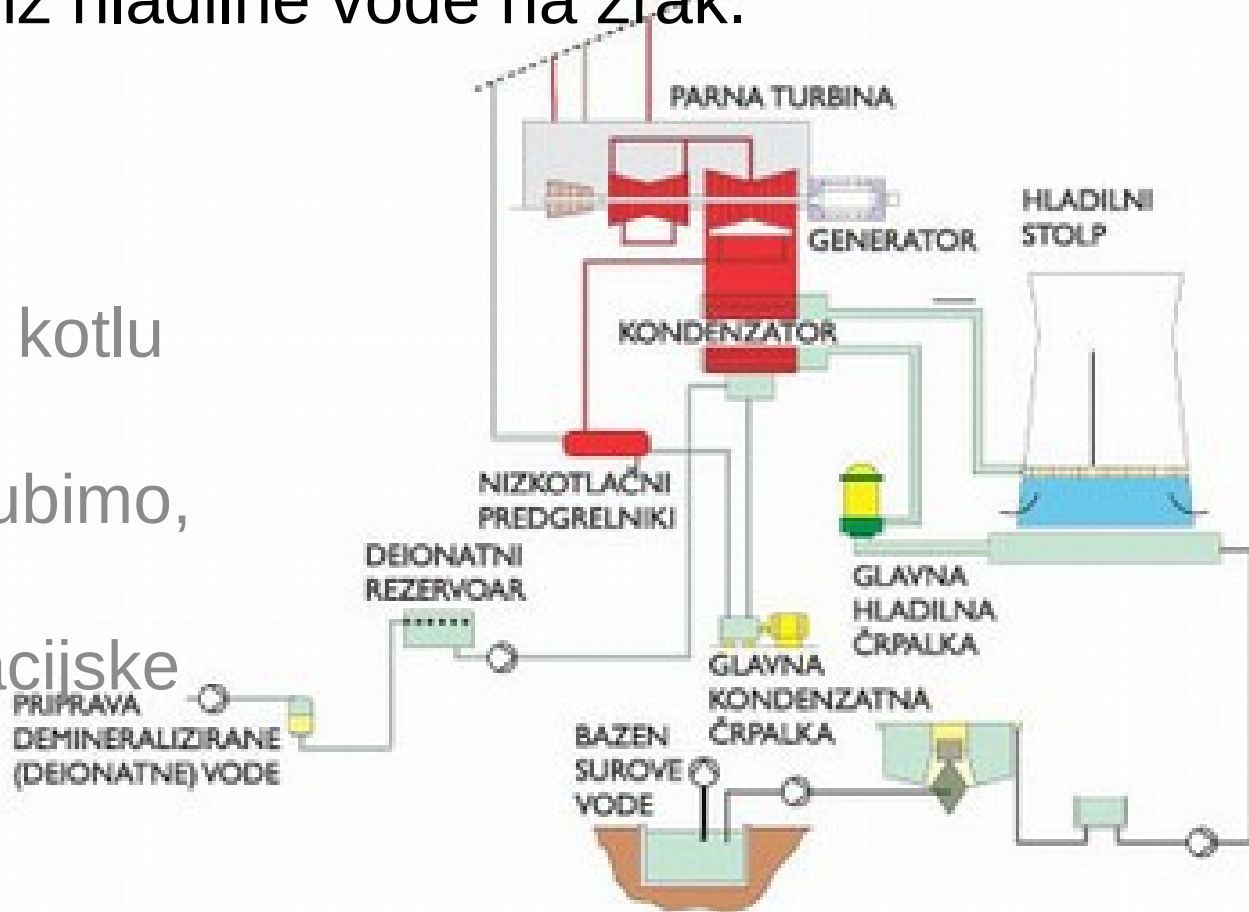 iz hladilne vode na zrak.
PARNA TURBINA
HLADILNI
STOLP
GENERATOR
kotlu
KONDENZATOR
NIZKOTLAČNI
PREDGRELNIKI
ubimo,
DEIONATNI
REZERVOAR
GLAVNA
HLADILNA
ČRPALKA
acijske
GLAVNA
KONDENZATNA
ČRPALKA
PRIPRAVA
DEMINERALIZIRANE
(DEIONATNE) VODE
BAZEN
SUROVE
VODE